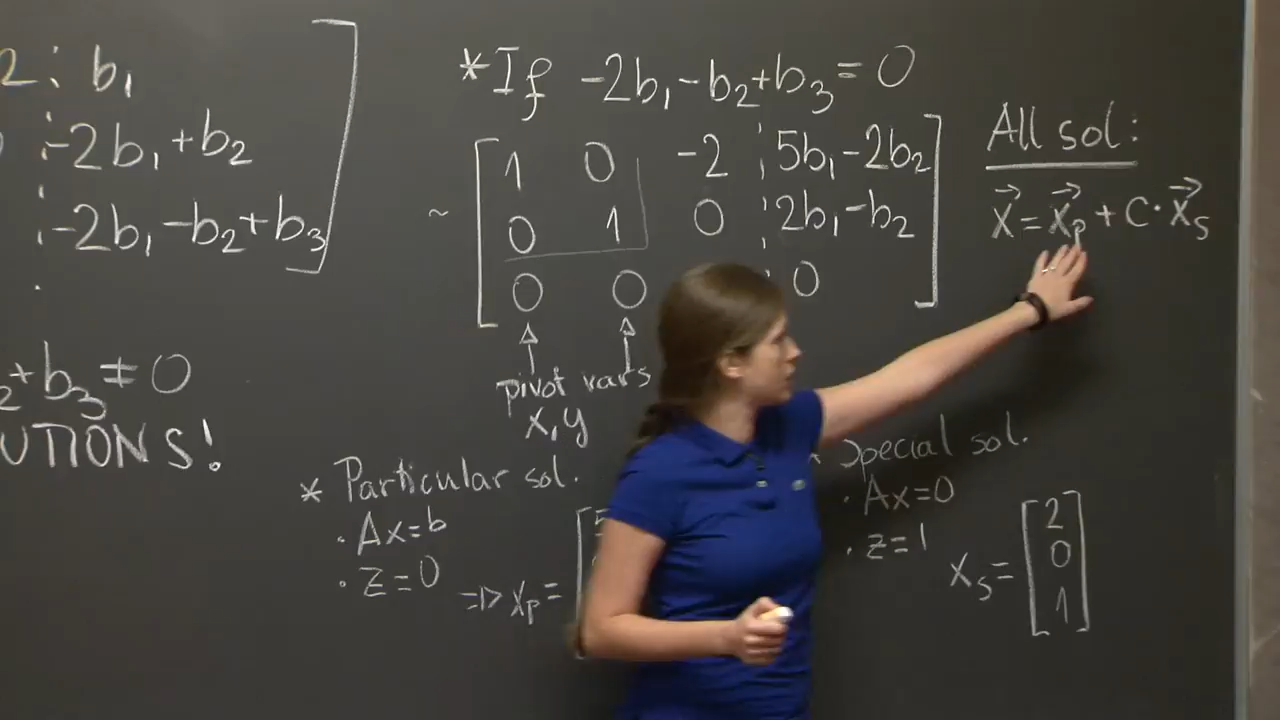 2 ⋮ b₁
⋮ -2b₁+b₂
⋮ -2b₁-b₂+b₃
₂+b₃≠0
UTIONS!
*If -2b₁-b₂+b₃=0
~ [ 1 0 -2 ⋮ 5b₁-2b₂
0 1 0 ⋮ 2b₁-b₂
0 0 ⋮ 0 ]
pivot vars
x,y
All sol:
x⃗ = x⃗ₚ + C·x⃗ₛ
* Particular sol.
· Ax=b
· z=0
=> xₚ = [
Special sol.
· Ax=0
· z=1
xₛ = [ 2
0
1 ]